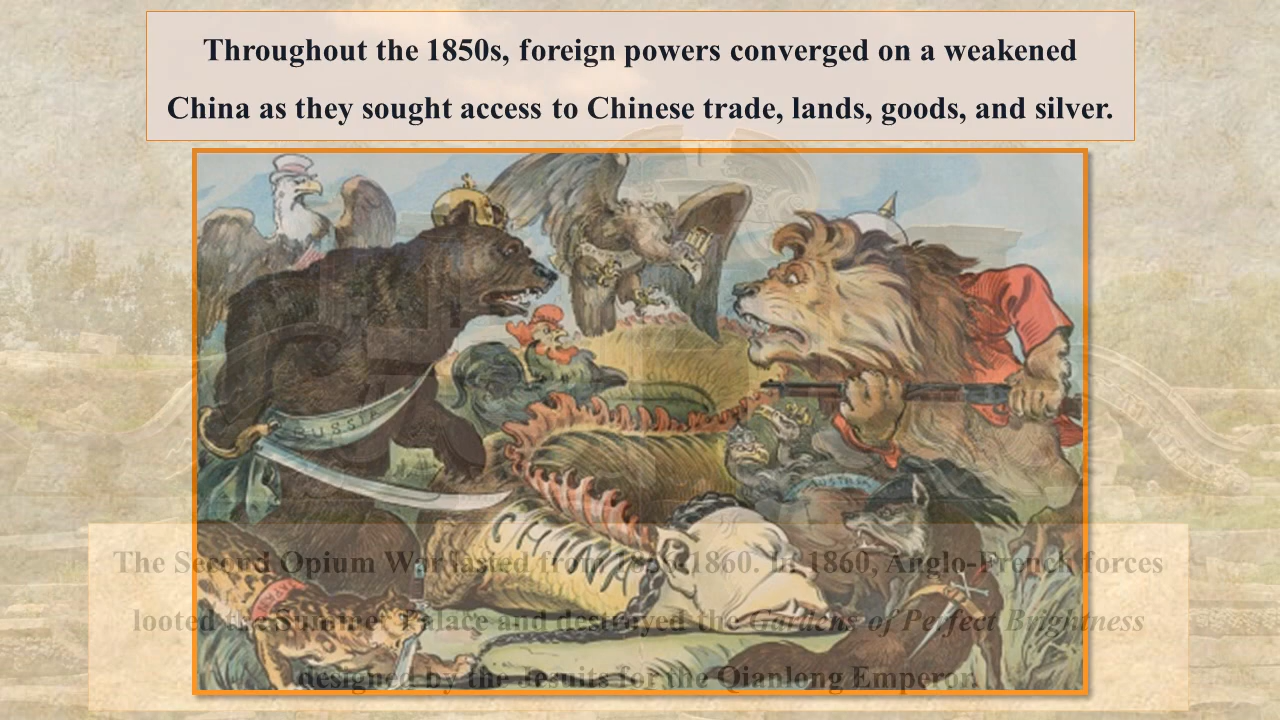 Throughout the 1850s, foreign powers converged on a weakened
China as they sought access to Chinese trade, lands, goods, and silver.
RUSSIA
AUSTRIA
CHINA
JAPAN
The Second Opium War lasted from 1860. In 1860, Anglo-French forces
looted the Summer Palace and destroyed the Gardens of Perfect Brightness
designed by the Jesuits for the Qianlong Emperor.